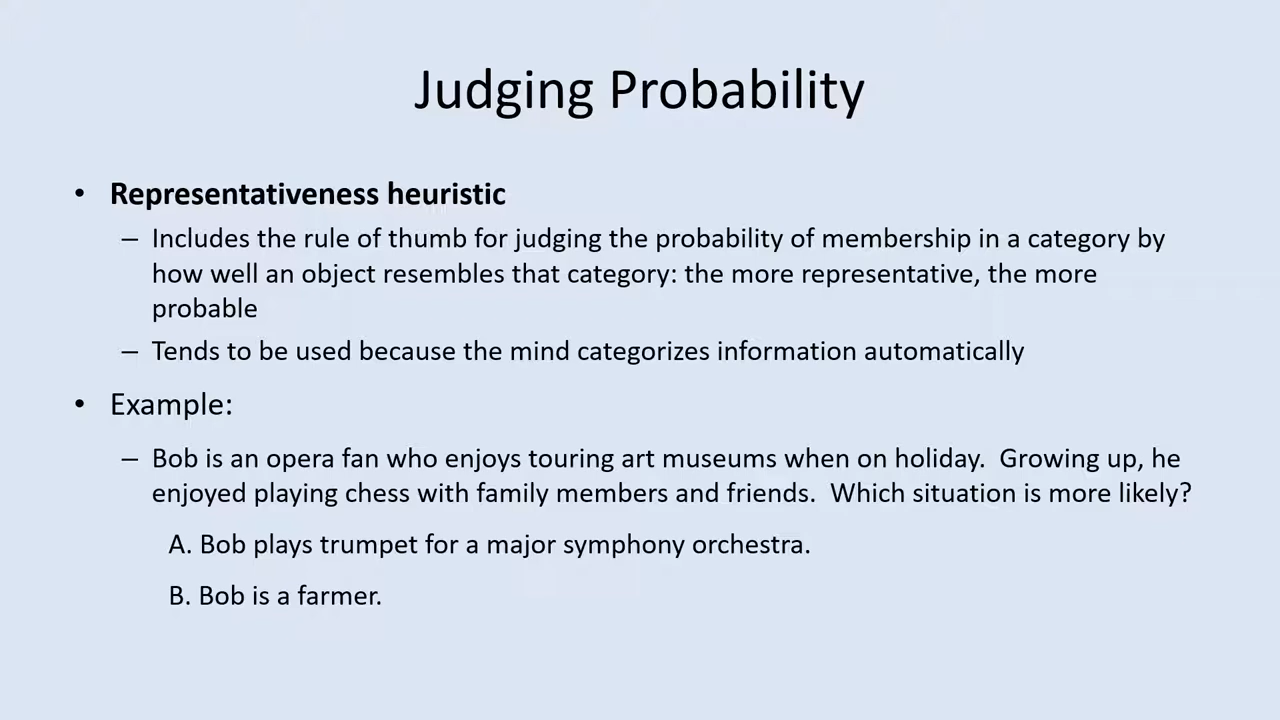 Judging Probability
• Representativeness heuristic
– Includes the rule of thumb for judging the probability of membership in a category by
how well an object resembles that category: the more representative, the more
probable
– Tends to be used because the mind categorizes information automatically
• Example:
– Bob is an opera fan who enjoys touring art museums when on holiday.  Growing up, he
enjoyed playing chess with family members and friends.  Which situation is more likely?
A. Bob plays trumpet for a major symphony orchestra.
B. Bob is a farmer.